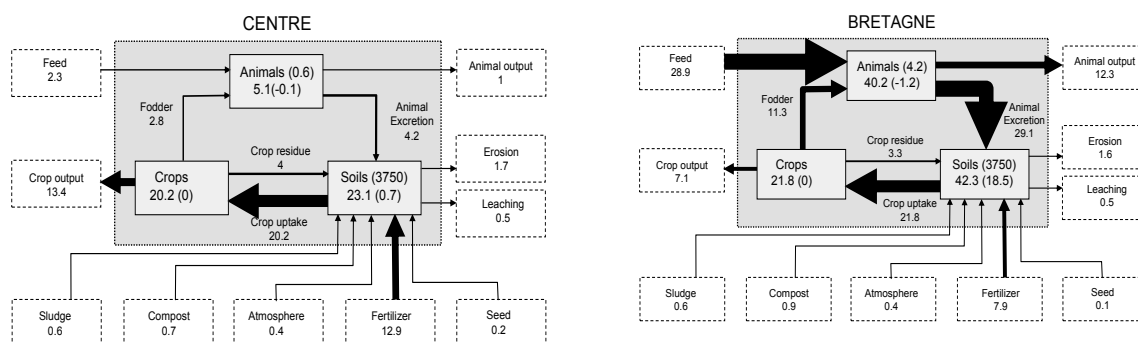 CENTRE
Feed
2.3
Animals (0.6)
5.1(-0.1)
Animal output
1
Fodder
2.8
Animal
Excretion
4.2
Crop residue
4
Crop output
13.4
Crops
20.2 (0)
Soils (3750)
23.1 (0.7)
Erosion
1.7
Leaching
0.5
Crop uptake
20.2
Sludge
0.6
Compost
0.7
Atmosphere
0.4
Fertilizer
12.9
Seed
0.2
BRETAGNE
Feed
28.9
Animals (4.2)
40.2 (-1.2)
Animal output
12.3
Fodder
11.3
Animal
Excretion
29.1
Crop residue
3.3
Crop output
7.1
Crops
21.8 (0)
Soils (3750)
42.3 (18.5)
Erosion
1.6
Leaching
0.5
Crop uptake
21.8
Sludge
0.6
Compost
0.9
Atmosphere
0.4
Fertilizer
7.9
Seed
0.1